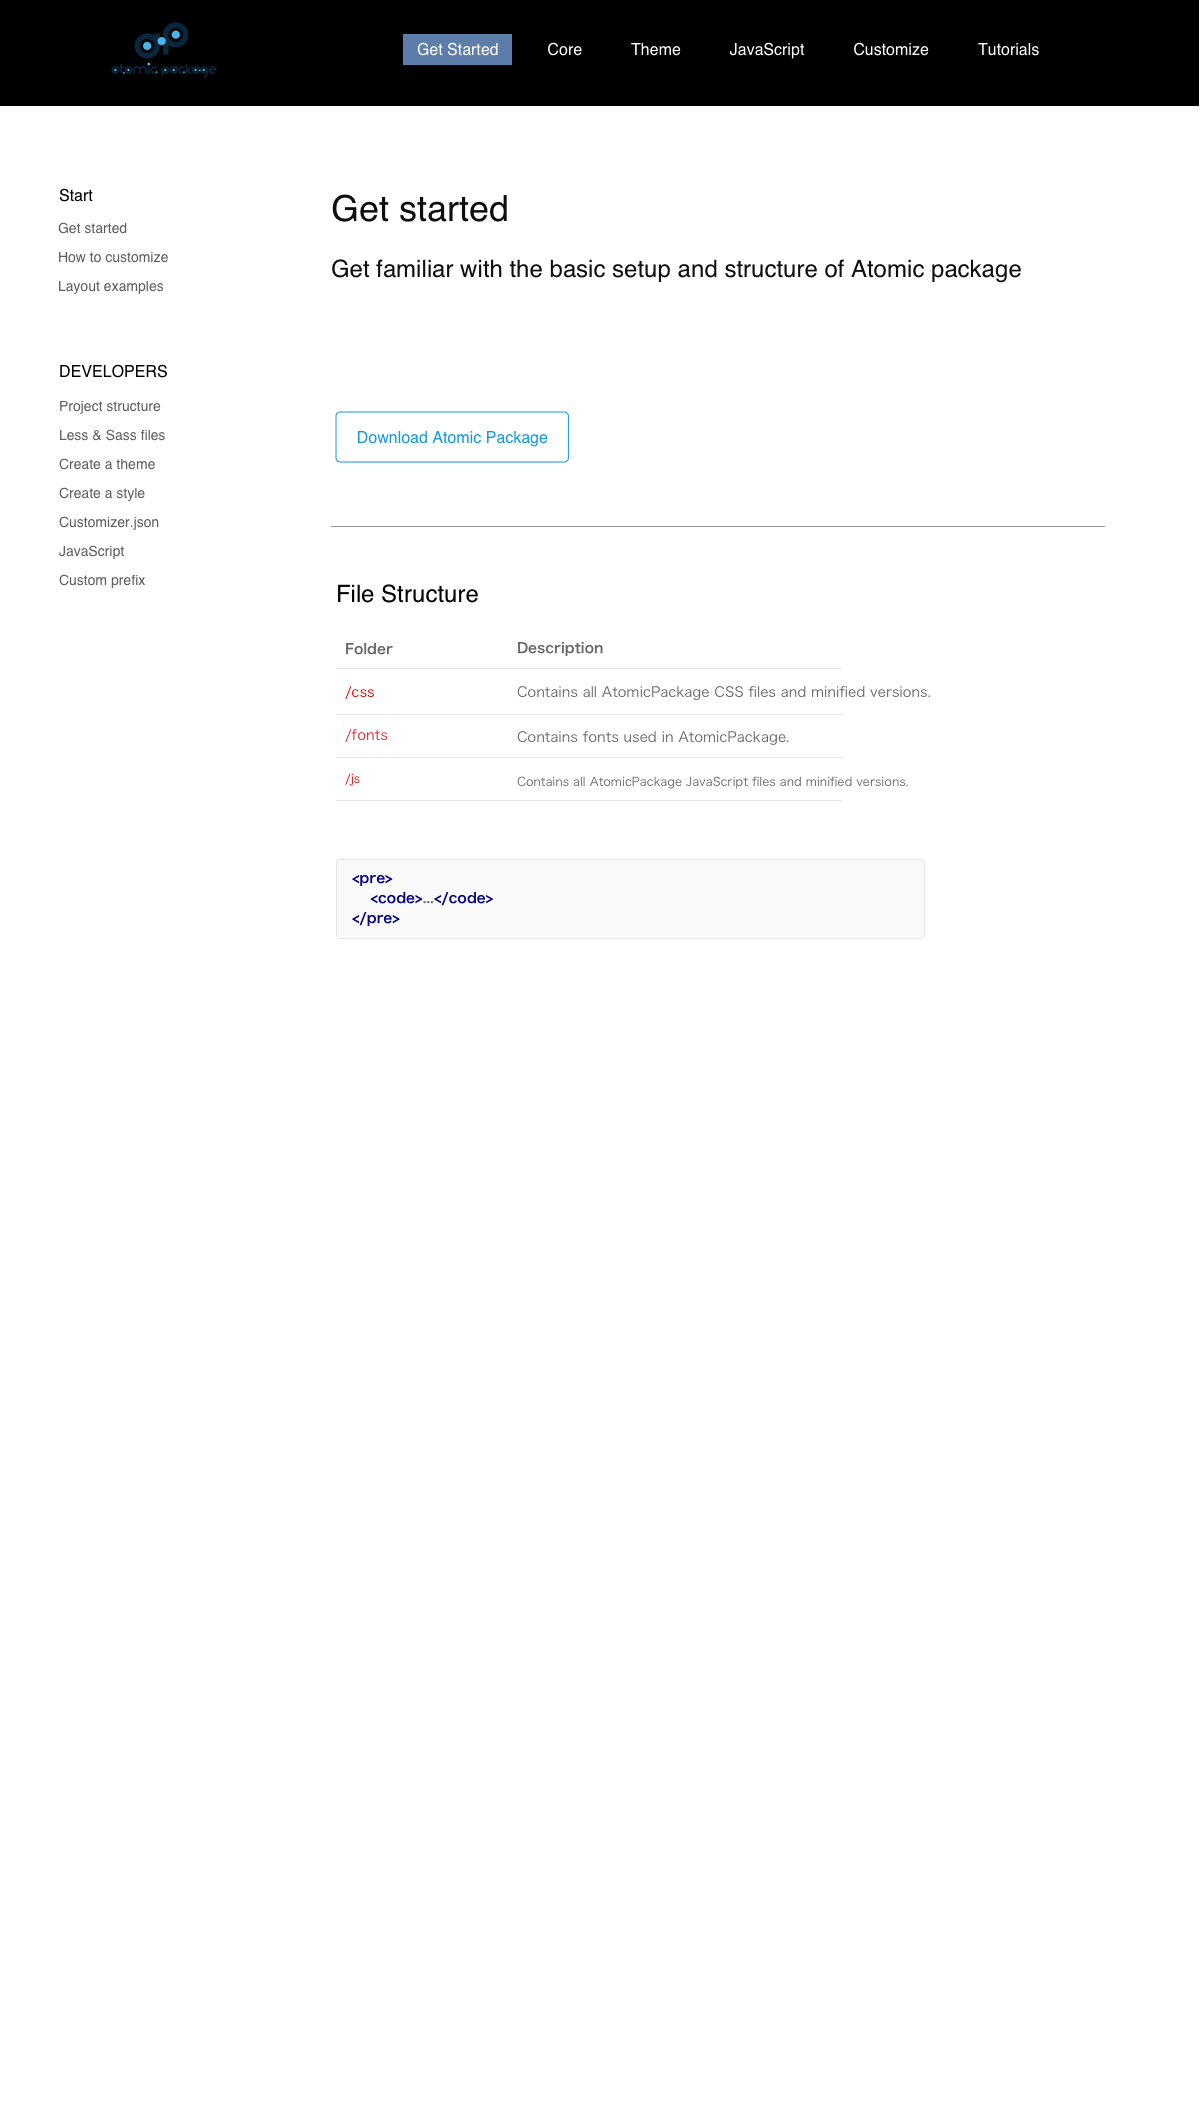 atomic package
Get Started
Core
Theme
JavaScript
Customize
Tutorials
Start
Get started
How to customize
Layout examples
DEVELOPERS
Project structure
Less & Sass files
Create a theme
Create a style
Customizer.json
JavaScript
Custom prefix
Get started
Get familiar with the basic setup and structure of Atomic package
Download Atomic Package
File Structure
Folder Description
/css Contains all AtomicPackage CSS files and minified versions.
/fonts Contains fonts used in AtomicPackage.
/js Contains all AtomicPackage JavaScript files and minified versions.
<pre>
<code>...</code>
</pre>